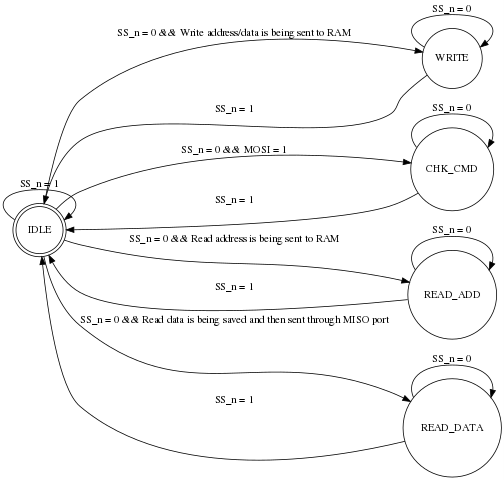 SS_n = 0
SS_n = 0 && Write address/data is being sent to RAM
WRITE
SS_n = 0
SS_n = 1
SS_n = 0 && MOSI = 1
CHK_CMD
SS_n = 1
SS_n = 1
IDLE
SS_n = 0 && Read address is being sent to RAM
SS_n = 0
SS_n = 1
READ_ADD
SS_n = 0 && Read data is being saved and then sent through MISO port
SS_n = 0
SS_n = 1
READ_DATA